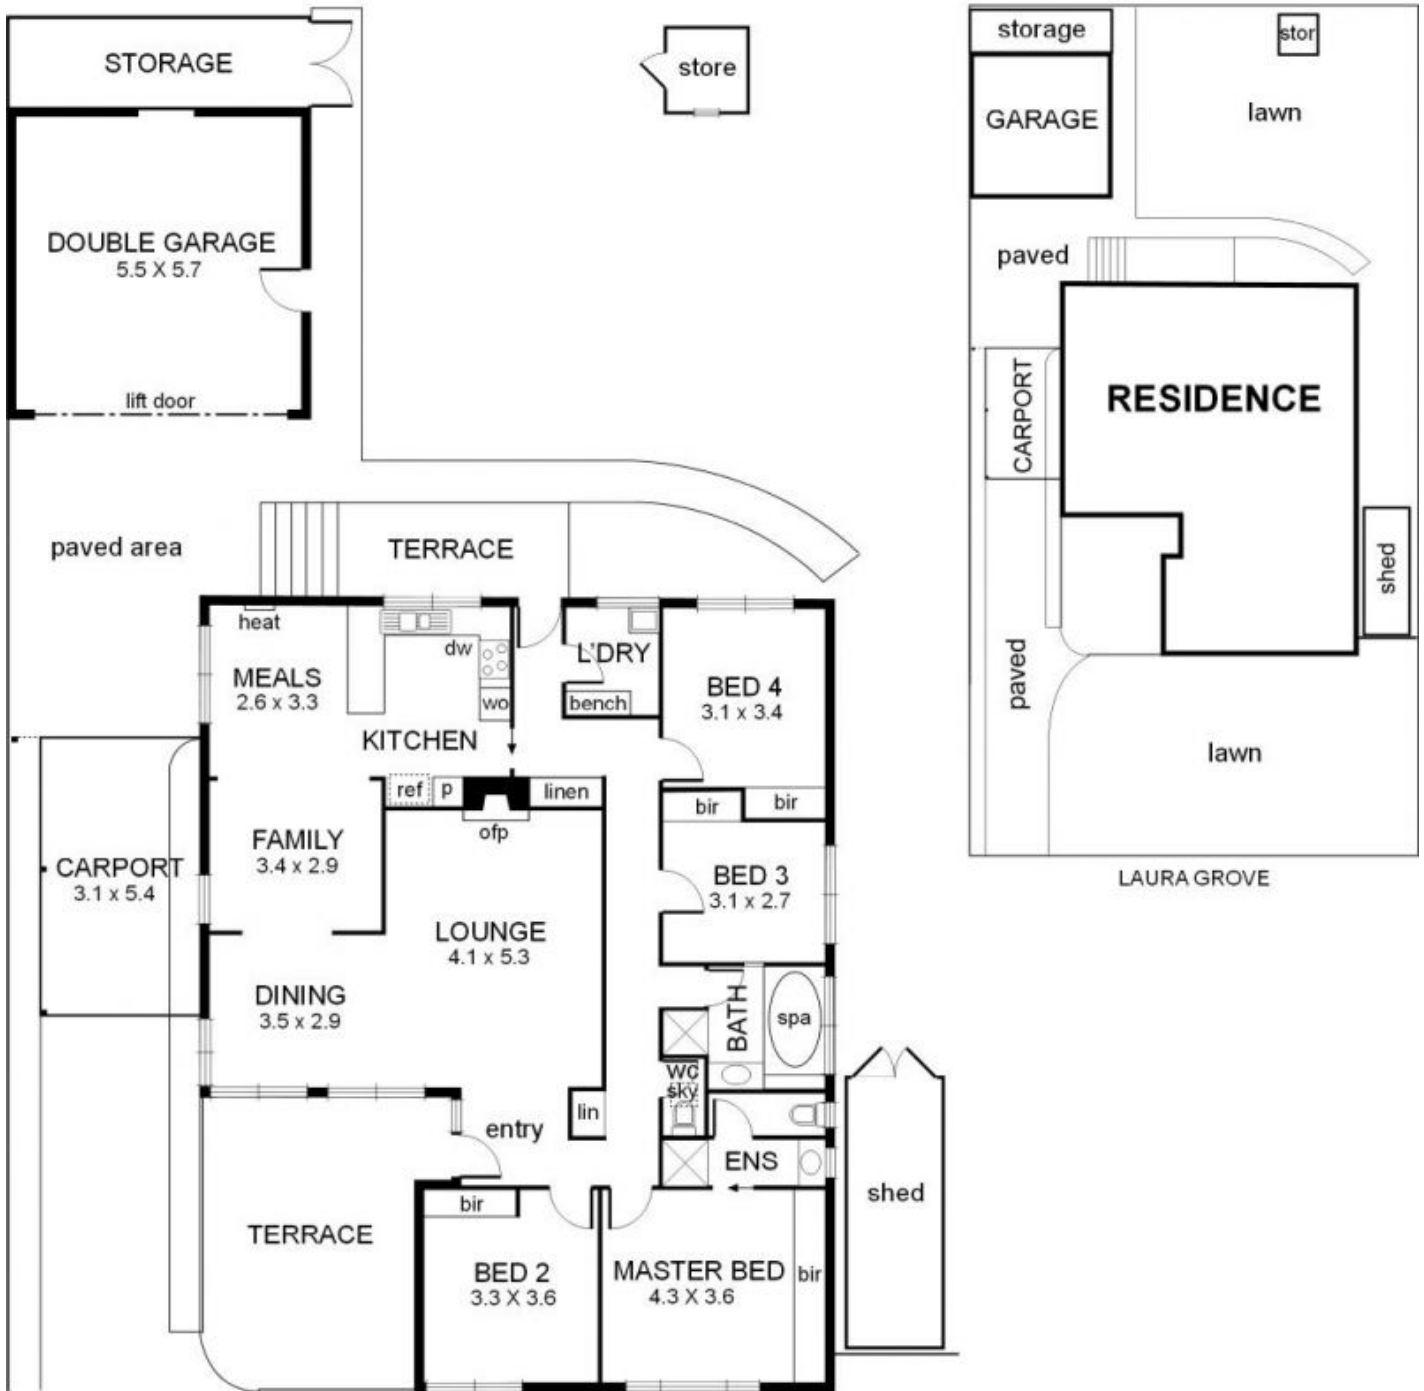 STORAGE
store
DOUBLE GARAGE
5.5 X 5.7
lift door
paved area
TERRACE
heat
MEALS
2.6 x 3.3
dw
wo
KITCHEN
L'DRY
bench
BED 4
3.1 x 3.4
ref
p
linen
ofp
bir
bir
FAMILY
3.4 x 2.9
CARPORT
3.1 x 5.4
BED 3
3.1 x 2.7
LOUNGE
4.1 x 5.3
DINING
3.5 x 2.9
BATH
spa
wc
sky
lin
entry
ENS
shed
TERRACE
bir
BED 2
3.3 X 3.6
MASTER BED
4.3 X 3.6
bir
storage
stor
GARAGE
lawn
paved
CARPORT
RESIDENCE
shed
paved
lawn
LAURA GROVE